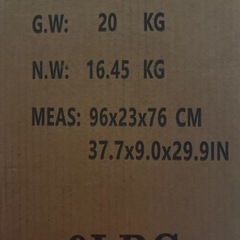 G.W: 20 KG
N.W: 16.45 KG
MEAS: 96x23x76 CM
37.7x9.0x29.9IN